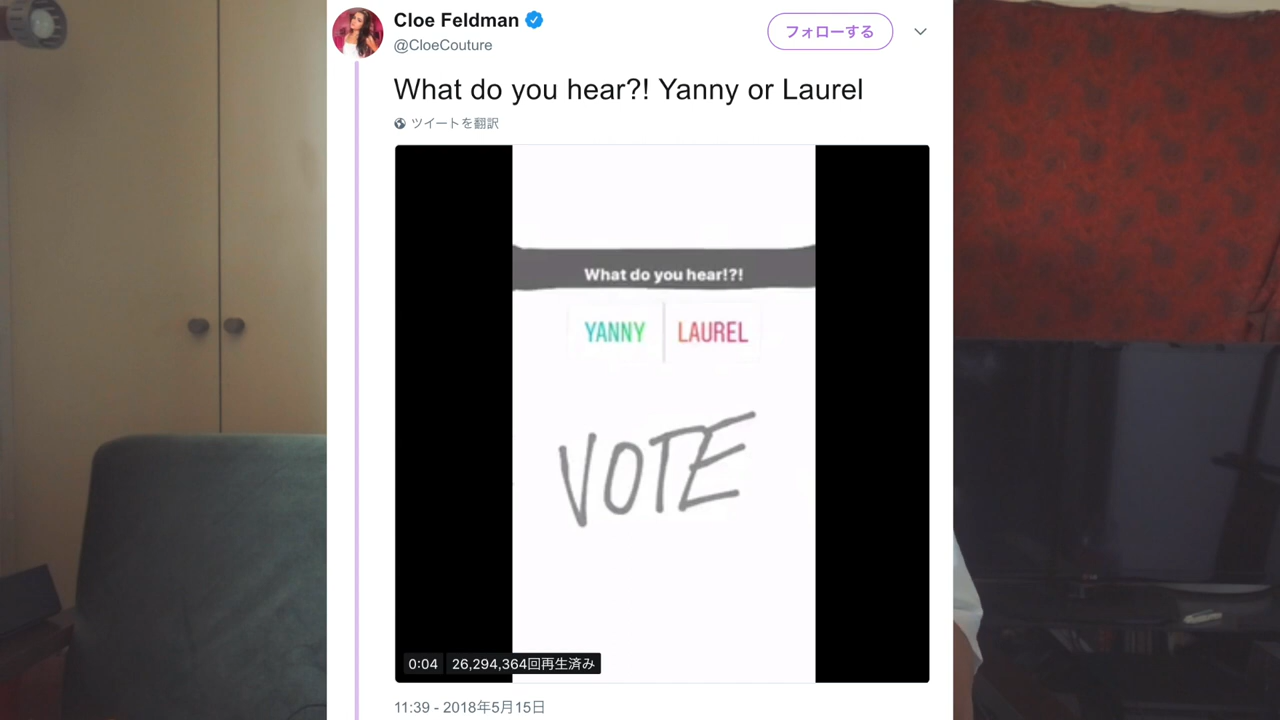 Cloe Feldman
@CloeCouture
フォローする
What do you hear?! Yanny or Laurel
ツイートを翻訳
What do you hear!?!
YANNY LAUREL
VOTE
0:04 26,294,364回再生済み
11:39 - 2018年5月15日